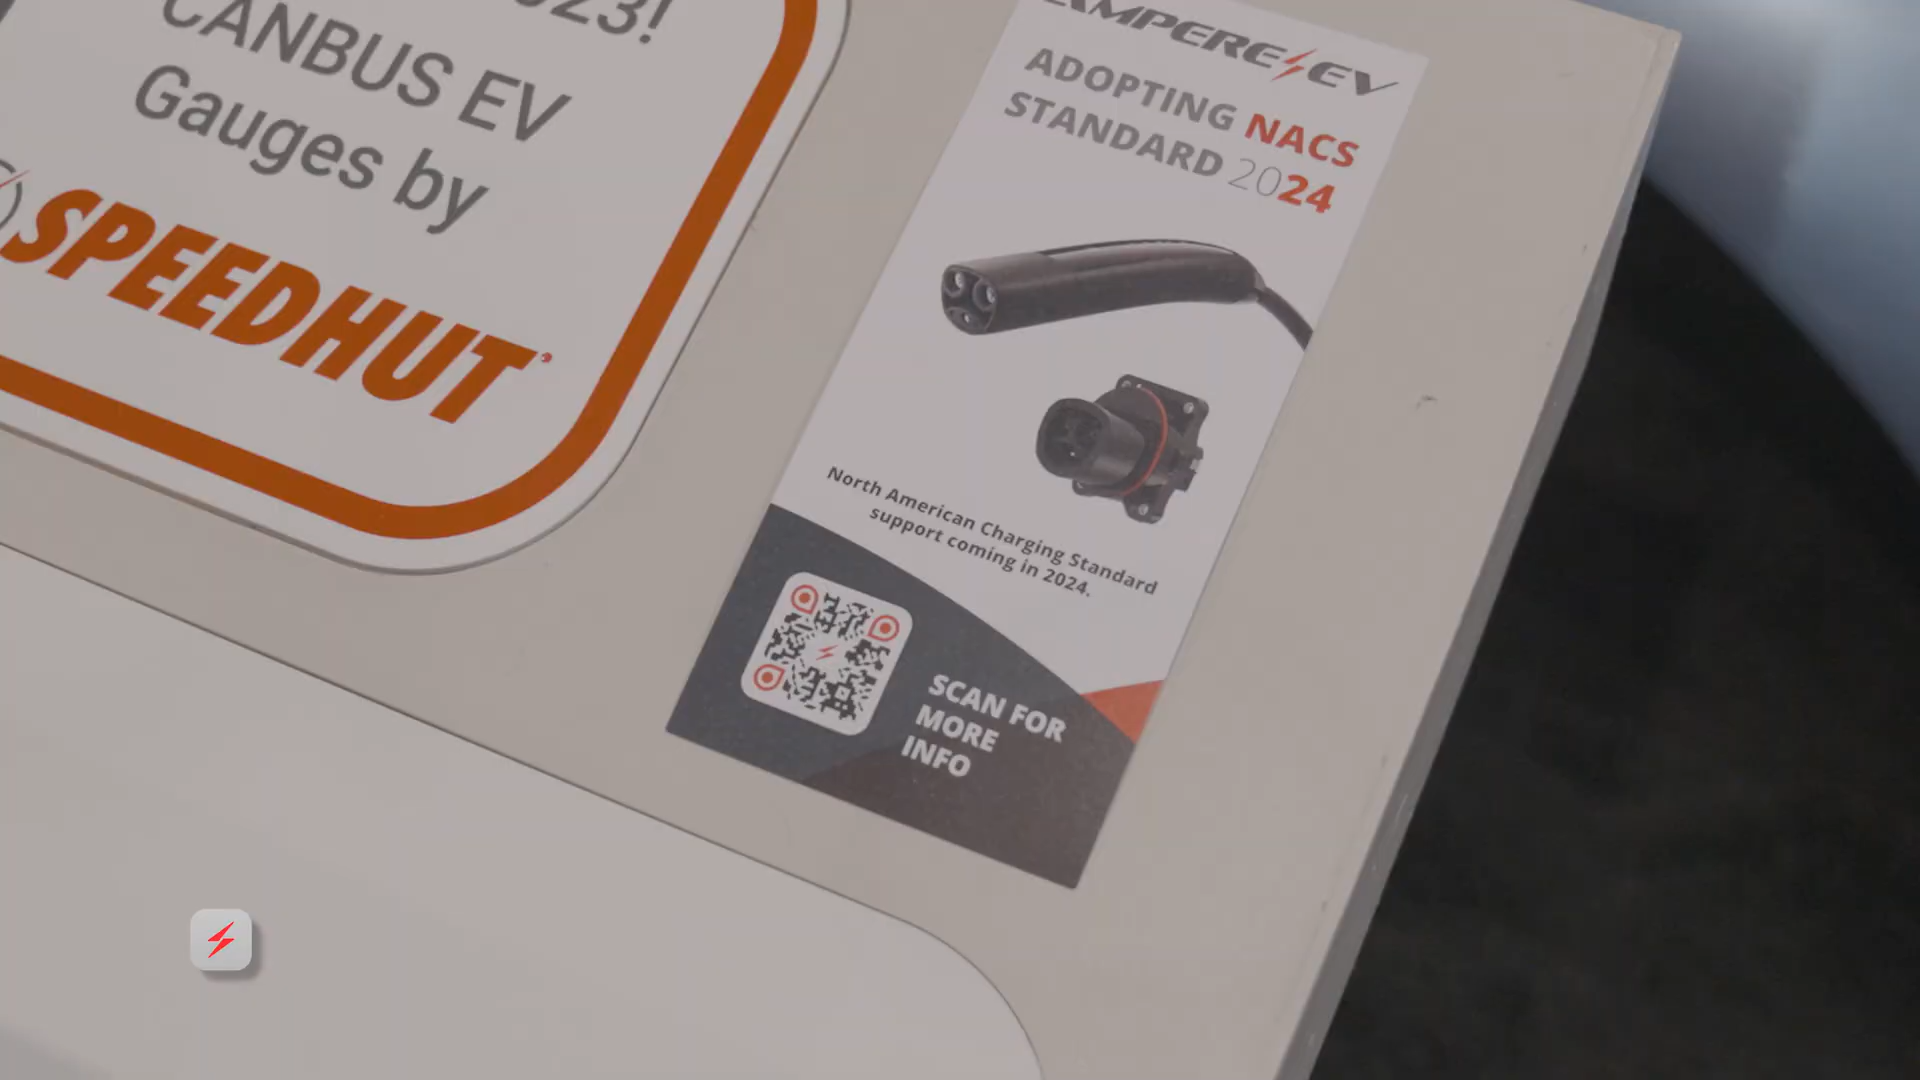 CANBUS EV
Gauges by
SPEEDHUT
AMPERE EV
ADOPTING NACS
STANDARD 2024
North American Charging Standard
support coming in 2024.
SCAN FOR
MORE
INFO